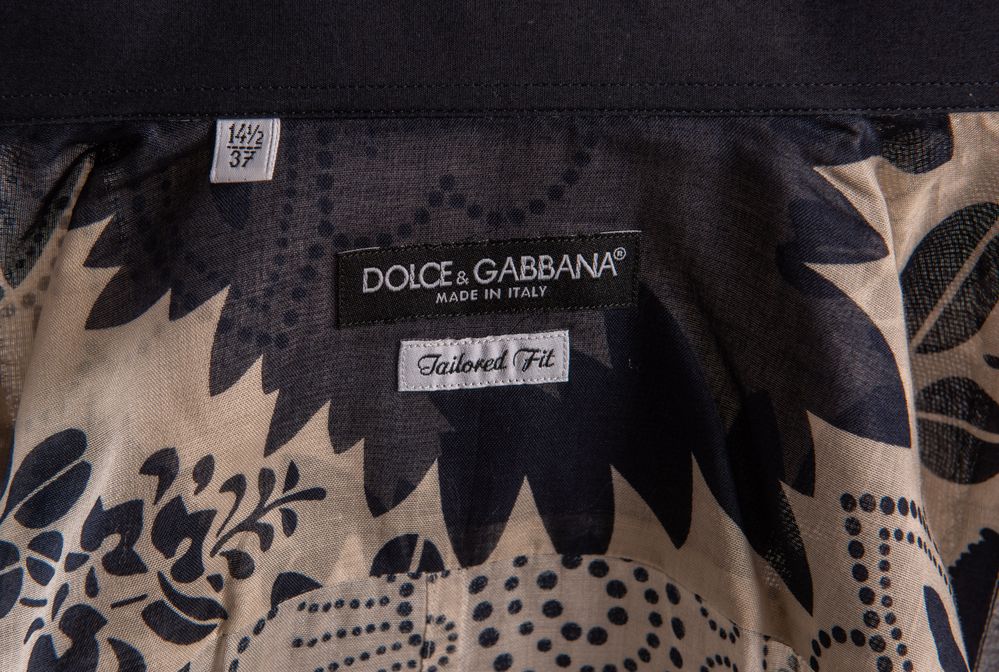 14½
37
DOLCE & GABBANA®
MADE IN ITALY
Tailored Fit